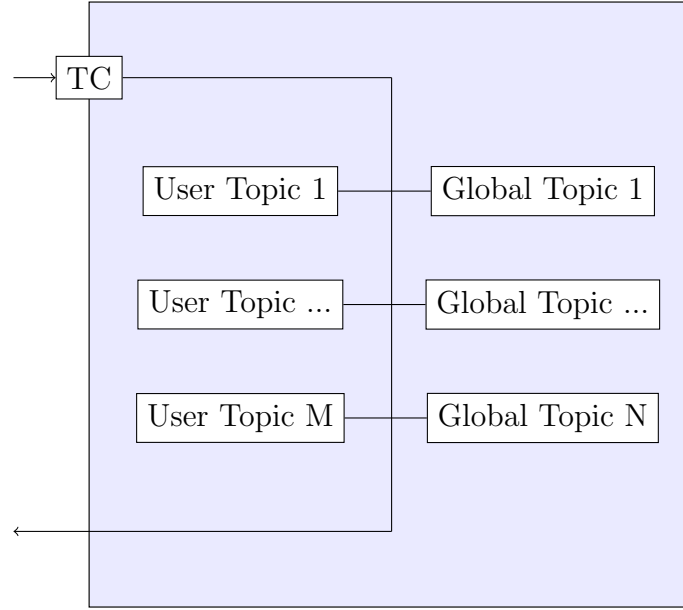 TC
User Topic 1
Global Topic 1
User Topic ...
Global Topic ...
User Topic M
Global Topic N